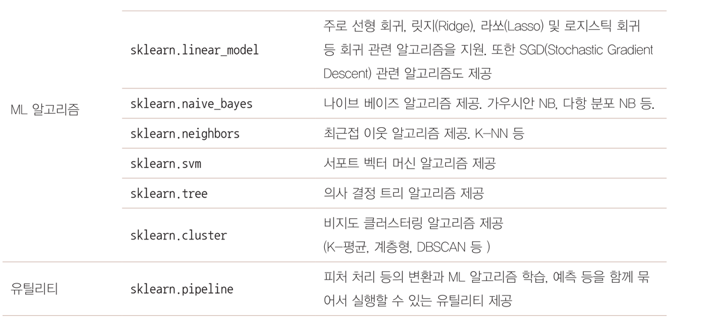 sklearn.linear_model
주로 선형 회귀, 릿지(Ridge), 라쏘(Lasso) 및 로지스틱 회귀
등 회귀 관련 알고리즘을 지원. 또한 SGD(Stochastic Gradient
Descent) 관련 알고리즘도 제공
ML 알고리즘
sklearn.naive_bayes
나이브 베이즈 알고리즘 제공. 가우시안 NB, 다항 분포 NB 등.
sklearn.neighbors
최근접 이웃 알고리즘 제공. K-NN 등
sklearn.svm
서포트 벡터 머신 알고리즘 제공
sklearn.tree
의사 결정 트리 알고리즘 제공
sklearn.cluster
비지도 클러스터링 알고리즘 제공
(K-평균, 계층형, DBSCAN 등 )
유틸리티
sklearn.pipeline
피처 처리 등의 변환과 ML 알고리즘 학습, 예측 등을 함께 묶
어서 실행할 수 있는 유틸리티 제공